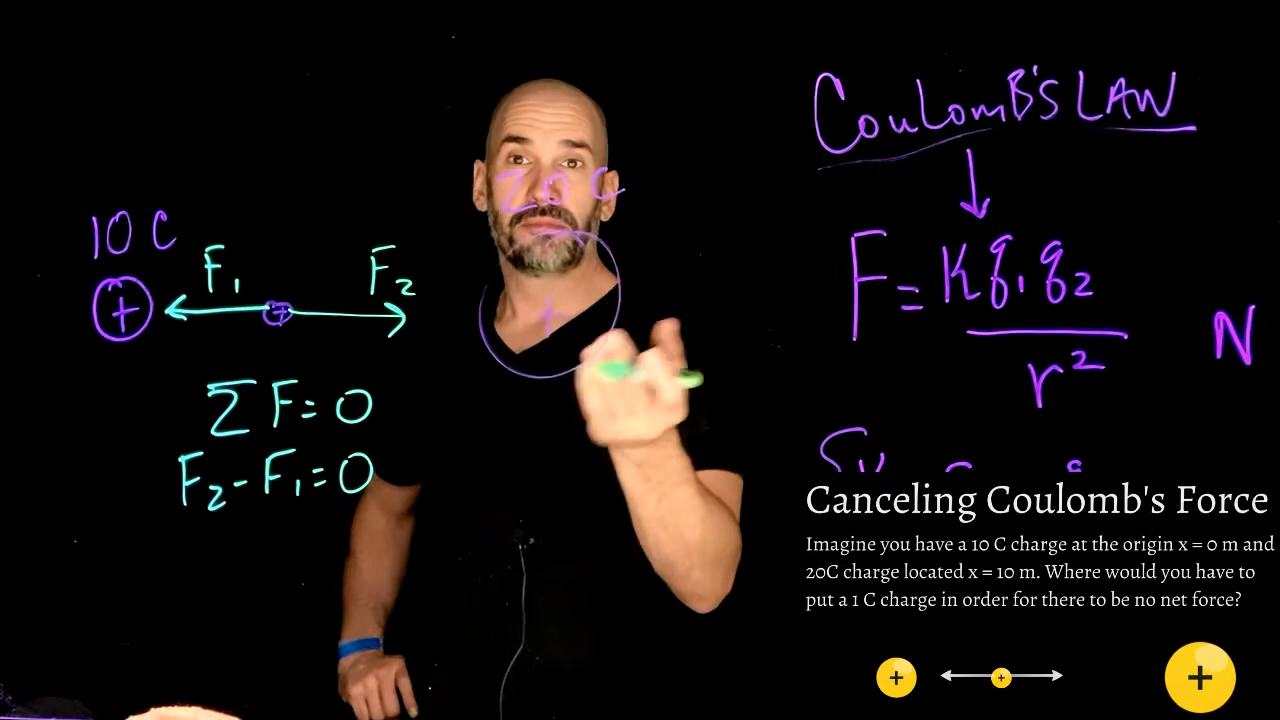 10 C
F₁
F₂
+
+
20 C
+
Σ F = 0
F₂ - F₁ = 0
COULOMB'S LAW
F = K q₁ q₂
r²
N
Canceling Coulomb's Force
Imagine you have a 10 C charge at the origin x = 0 m and
20C charge located x = 10 m. Where would you have to
put a 1 C charge in order for there to be no net force?
+
+
+